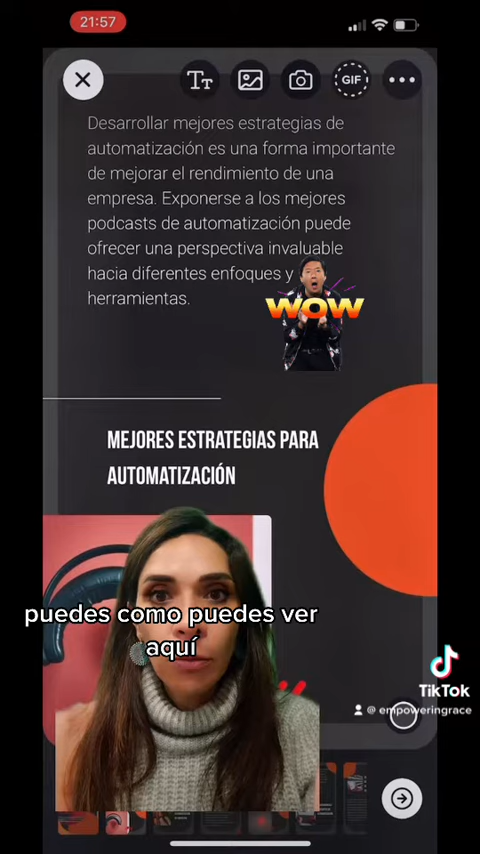 21:57
TT
GIF
Desarrollar mejores estrategias de
automatización es una forma importante
de mejorar el rendimiento de una
empresa. Exponerse a los mejores
podcasts de automatización puede
ofrecer una perspectiva invaluable
hacia diferentes enfoques y
herramientas.
WOW
MEJORES ESTRATEGIAS PARA
AUTOMATIZACIÓN
puedes como puedes ver
aquí
TikTok
@empoweringrace